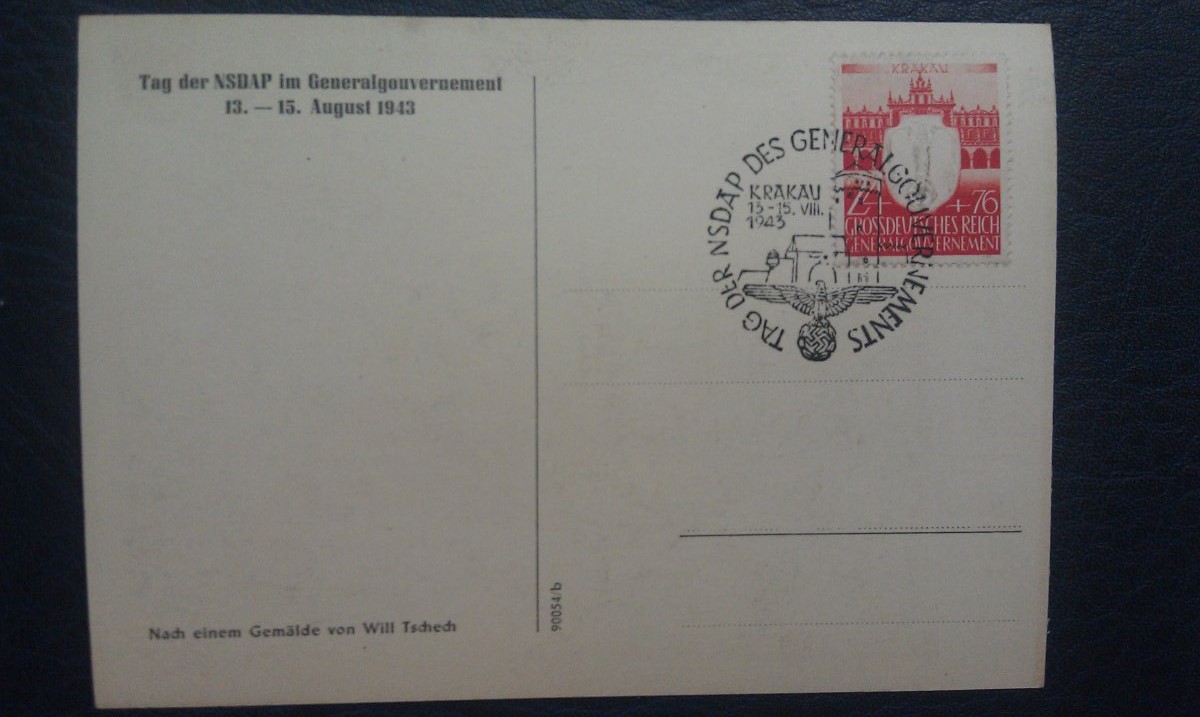 Tag der NSDAP im Generalgouvernement
13. — 15. August 1943
KRAKAU
24 + 76
GROSSDEUTSCHES REICH
GENERALGOUVERNEMENT
TAG DER NSDAP DES GENERALGOUVERNEMENTS
KRAKAU
13-15. VIII.
1943
Nach einem Gemälde von Will Tschech
90054/b